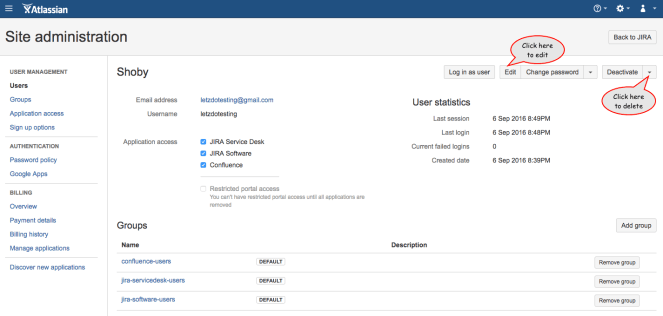 Atlassian
Site administration
Back to JIRA
Click here
to edit
USER MANAGEMENT
Users
Groups
Application access
Sign up options
AUTHENTICATION
Password policy
Google Apps
BILLING
Overview
Payment details
Billing history
Manage applications
Discover new applications
Shoby
Log in as user
Edit
Change password
Deactivate
Click here
to delete
Email address letzdotesting@gmail.com
Username letzdotesting
Application access
JIRA Service Desk
JIRA Software
Confluence
Restricted portal access
You can't have restricted portal access until all applications are
removed
User statistics
Last session 6 Sep 2016 8:49PM
Last login 6 Sep 2016 8:48PM
Current failed logins 0
Created date 6 Sep 2016 8:39PM
Groups
Add group
Name Description
confluence-users DEFAULT Remove group
jira-servicedesk-users DEFAULT Remove group
jira-software-users DEFAULT Remove group